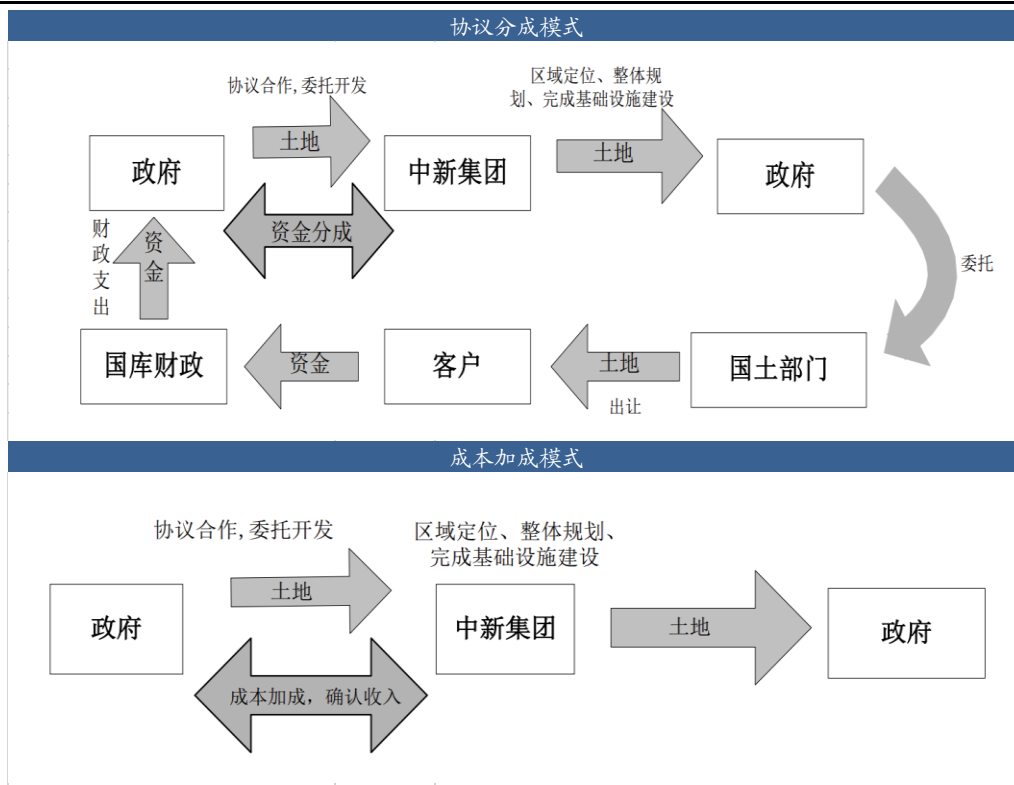 协议分成模式
协议合作,委托开发
区域定位、整体规
划、完成基础设施建设
土地
土地
政府
中新集团
政府
资金分成
财
政
支
出
资
金
委托
国库财政
资金
客户
土地
国土部门
出让
成本加成模式
协议合作,委托开发
区域定位、整体规划、
完成基础设施建设
土地
政府
中新集团
土地
政府
成本加成，确认收入